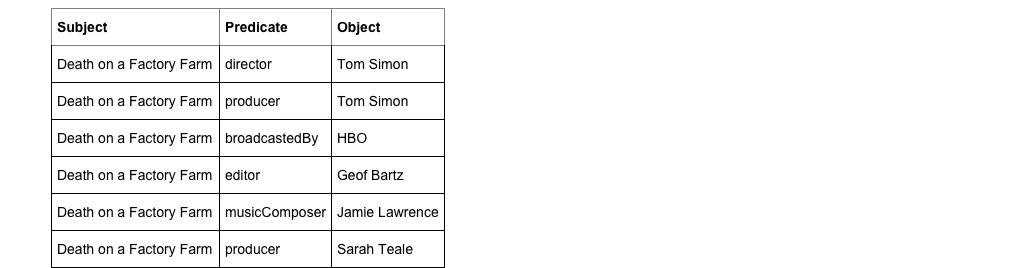 Subject Predicate Object
Death on a Factory Farm director Tom Simon
Death on a Factory Farm producer Tom Simon
Death on a Factory Farm broadcastedBy HBO
Death on a Factory Farm editor Geof Bartz
Death on a Factory Farm musicComposer Jamie Lawrence
Death on a Factory Farm producer Sarah Teale